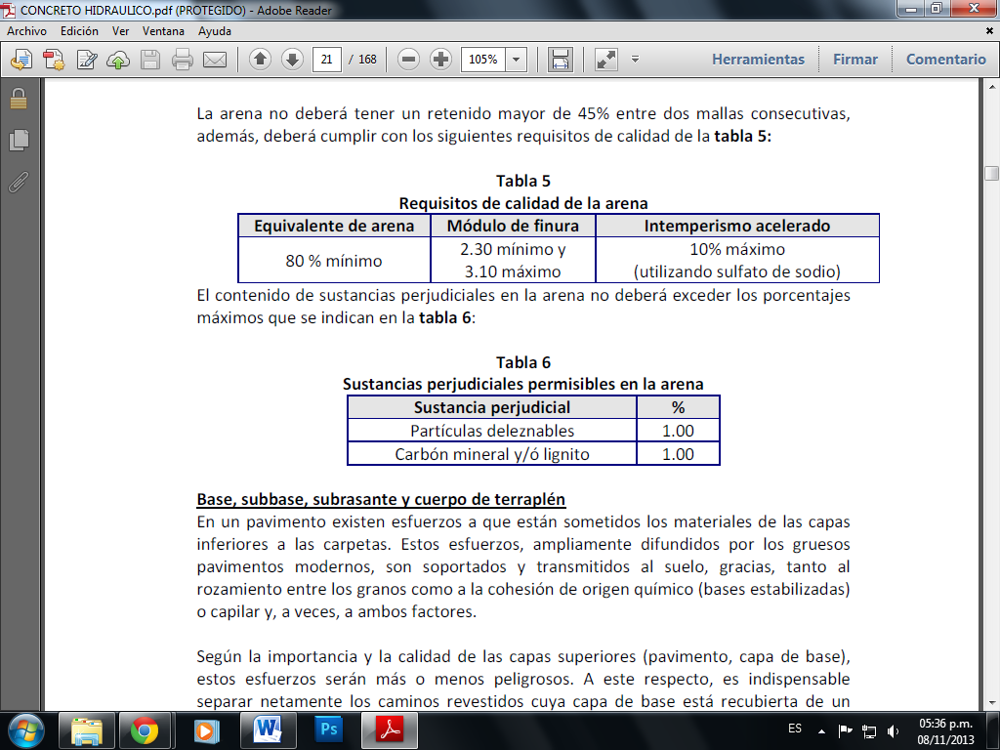 CONCRETO HIDRAULICO.pdf (PROTEGIDO) - Adobe Reader
Archivo Edición Ver Ventana Ayuda
21 / 168 105% Herramientas Firmar Comentario
La arena no deberá tener un retenido mayor de 45% entre dos mallas consecutivas,
además, deberá cumplir con los siguientes requisitos de calidad de la tabla 5:
Tabla 5
Requisitos de calidad de la arena
Equivalente de arena Módulo de finura Intemperismo acelerado
80 % mínimo 2.30 mínimo y 10% máximo
3.10 máximo (utilizando sulfato de sodio)
El contenido de sustancias perjudiciales en la arena no deberá exceder los porcentajes
máximos que se indican en la tabla 6:
Tabla 6
Sustancias perjudiciales permisibles en la arena
Sustancia perjudicial %
Partículas deleznables 1.00
Carbón mineral y/ó lignito 1.00
Base, subbase, subrasante y cuerpo de terraplén
En un pavimento existen esfuerzos a que están sometidos los materiales de las capas
inferiores a las carpetas. Estos esfuerzos, ampliamente difundidos por los gruesos
pavimentos modernos, son soportados y transmitidos al suelo, gracias, tanto al
rozamiento entre los granos como a la cohesión de origen químico (bases estabilizadas)
o capilar y, a veces, a ambos factores.
Según la importancia y la calidad de las capas superiores (pavimento, capa de base),
estos esfuerzos serán más o menos peligrosos. A este respecto, es indispensable
separar netamente los caminos revestidos cuya capa de base está recubierta de un
W Ps ES 05:36 p.m.
08/11/2013